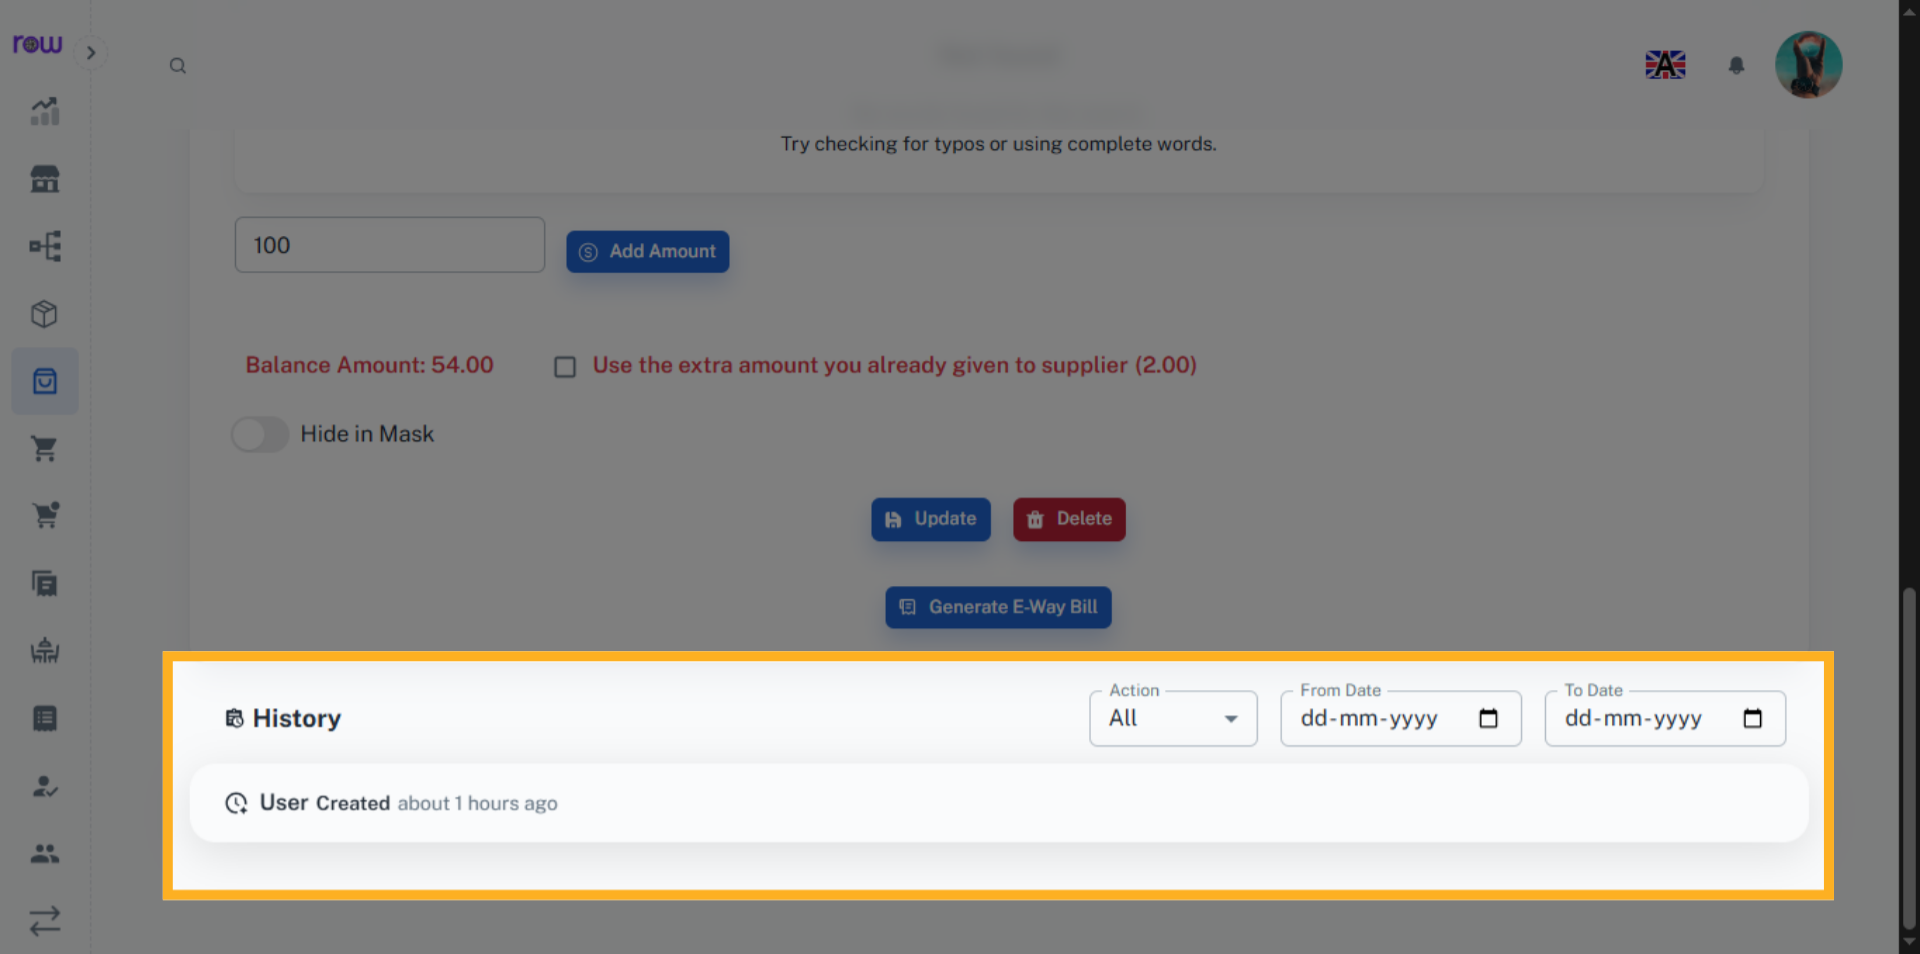 row
Try checking for typos or using complete words.
100
Add Amount
Balance Amount: 54.00
Use the extra amount you already given to supplier (2.00)
Hide in Mask
Update
Delete
Generate E-Way Bill
History
Action
All
From Date
dd-mm-yyyy
To Date
dd-mm-yyyy
User Created about 1 hours ago